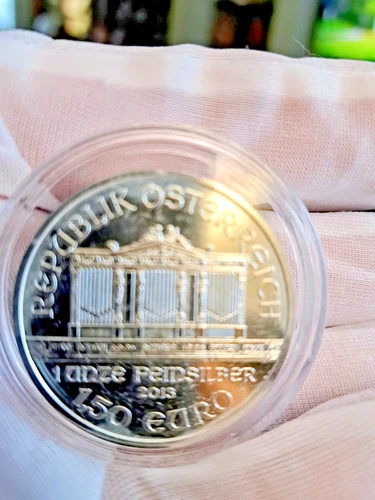 REPUBLIK ÖSTERREICH
1 UNZE FEINSILBER
2013
1,50 EURO